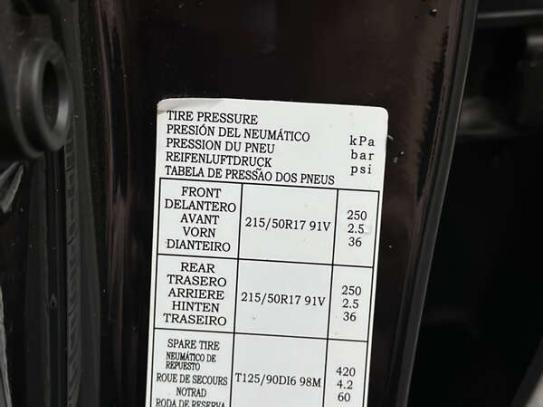 TIRE PRESSURE
PRESIÓN DEL NEUMÁTICO kPa
PRESSION DU PNEU bar
REIFENLUFTDRUCK psi
TABELA DE PRESSÃO DOS PNEUS
FRONT
DELANTERO 250
AVANT 215/50R17 91V 2.5
VORN 36
DIANTEIRO
REAR
TRASERO 250
ARRIERE 215/50R17 91V 2.5
HINTEN 36
TRASEIRO
SPARE TIRE
NEUMÁTICO DE 420
REPUESTO
ROUE DE SECOURS T125/90D16 98M 4.2
NOTRAD 60
RODA DE RESERVA